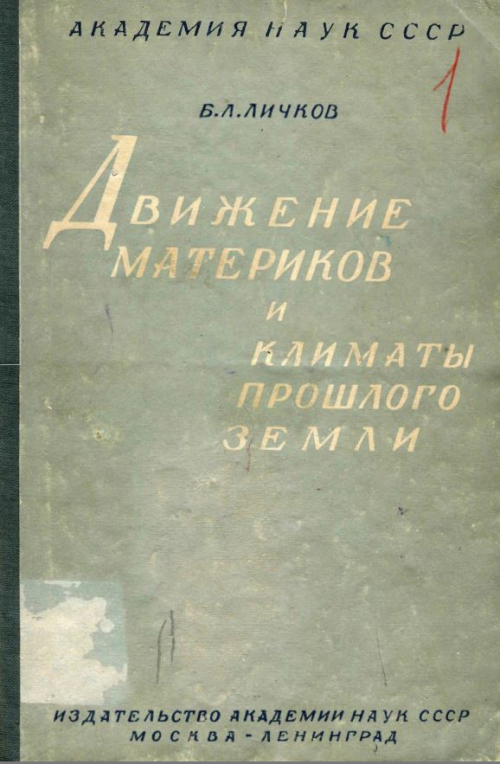 АКАДЕМИЯ НАУК СССР
1
Б.Л.ЛИЧКОВ
ДВИЖЕНИЕ
МАТЕРИКОВ
И
КЛИМАТЫ
ПРОШЛОГО
ЗЕМЛИ
ИЗДАТЕЛЬСТВО АКАДЕМИИ НАУК СССР
МОСКВА - ЛЕНИНГРАД